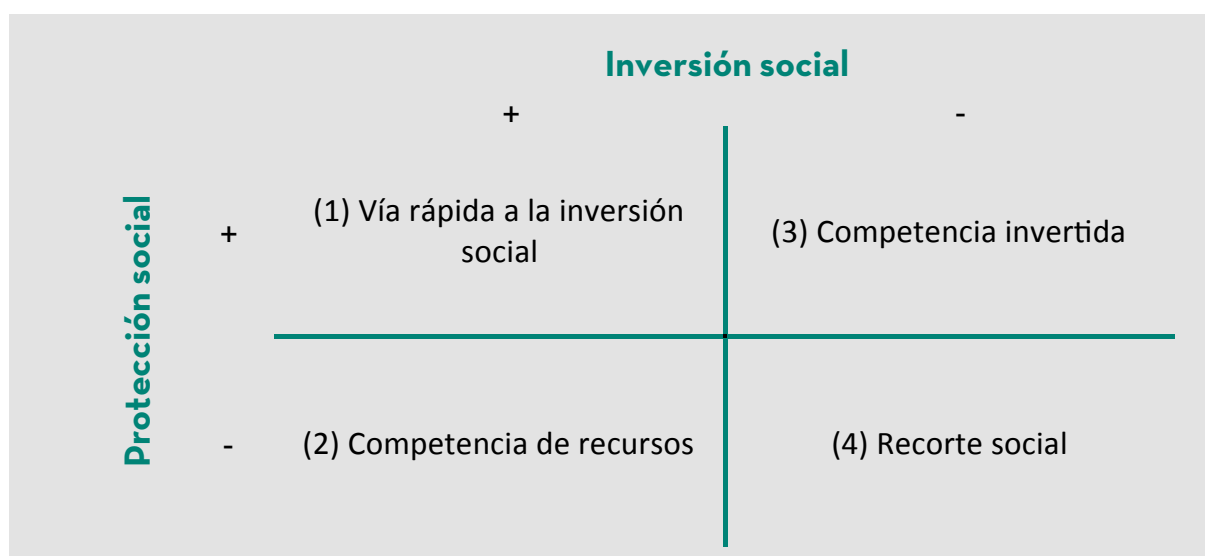 Inversión social
+ -
Protección social
+
(1) Vía rápida a la inversión
social
(3) Competencia invertida
-
(2) Competencia de recursos
(4) Recorte social